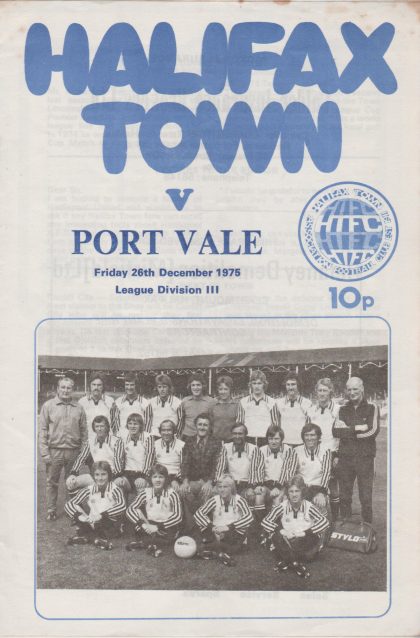 HALIFAX
TOWN
v
PORT VALE
Friday 26th December 1975
League Division III
HALIFAX TOWN
ASSOCIATION FOOTBALL CLUB
HTFC
10p
STYLO